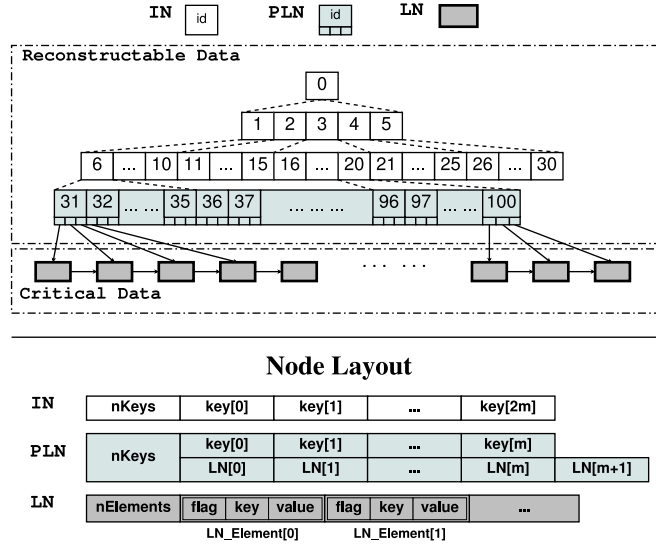 IN id PLN id LN
Reconstructable Data
0
1 2 3 4 5
6 ... 10 11 ... 15 16 ... 20 21 ... 25 26 ... 30
31 32 ... ... 35 36 37 ... ... ... 96 97 ... ... 100
... ...
Critical Data
Node Layout
IN nKeys key[0] key[1] ... key[2m]
PLN nKeys key[0] key[1] ... key[m]
LN[0] LN[1] ... LN[m] LN[m+1]
LN nElements flag key value flag key value ...
LN_Element[0] LN_Element[1]